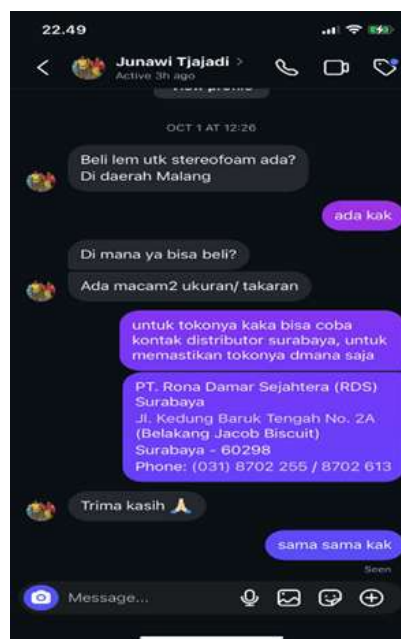 22.49
Junawi Tjajadi >
Active 3h ago
View profile
OCT 1 AT 12:26
Beli lem utk stereofoam ada?
Di daerah Malang
ada kak
Di mana ya bisa beli?
Ada macam2 ukuran/ takaran
untuk tokonya kaka bisa coba
kontak distributor surabaya, untuk
memastikan tokonya dmana saja
PT. Rona Damar Sejahtera (RDS)
Surabaya
Jl. Kedung Baruk Tengah No. 2A
(Belakang Jacob Biscuit)
Surabaya - 60298
Phone: (031) 8702 255 / 8702 613
Trima kasih 🙏🏻
sama sama kak
Seen
Message...